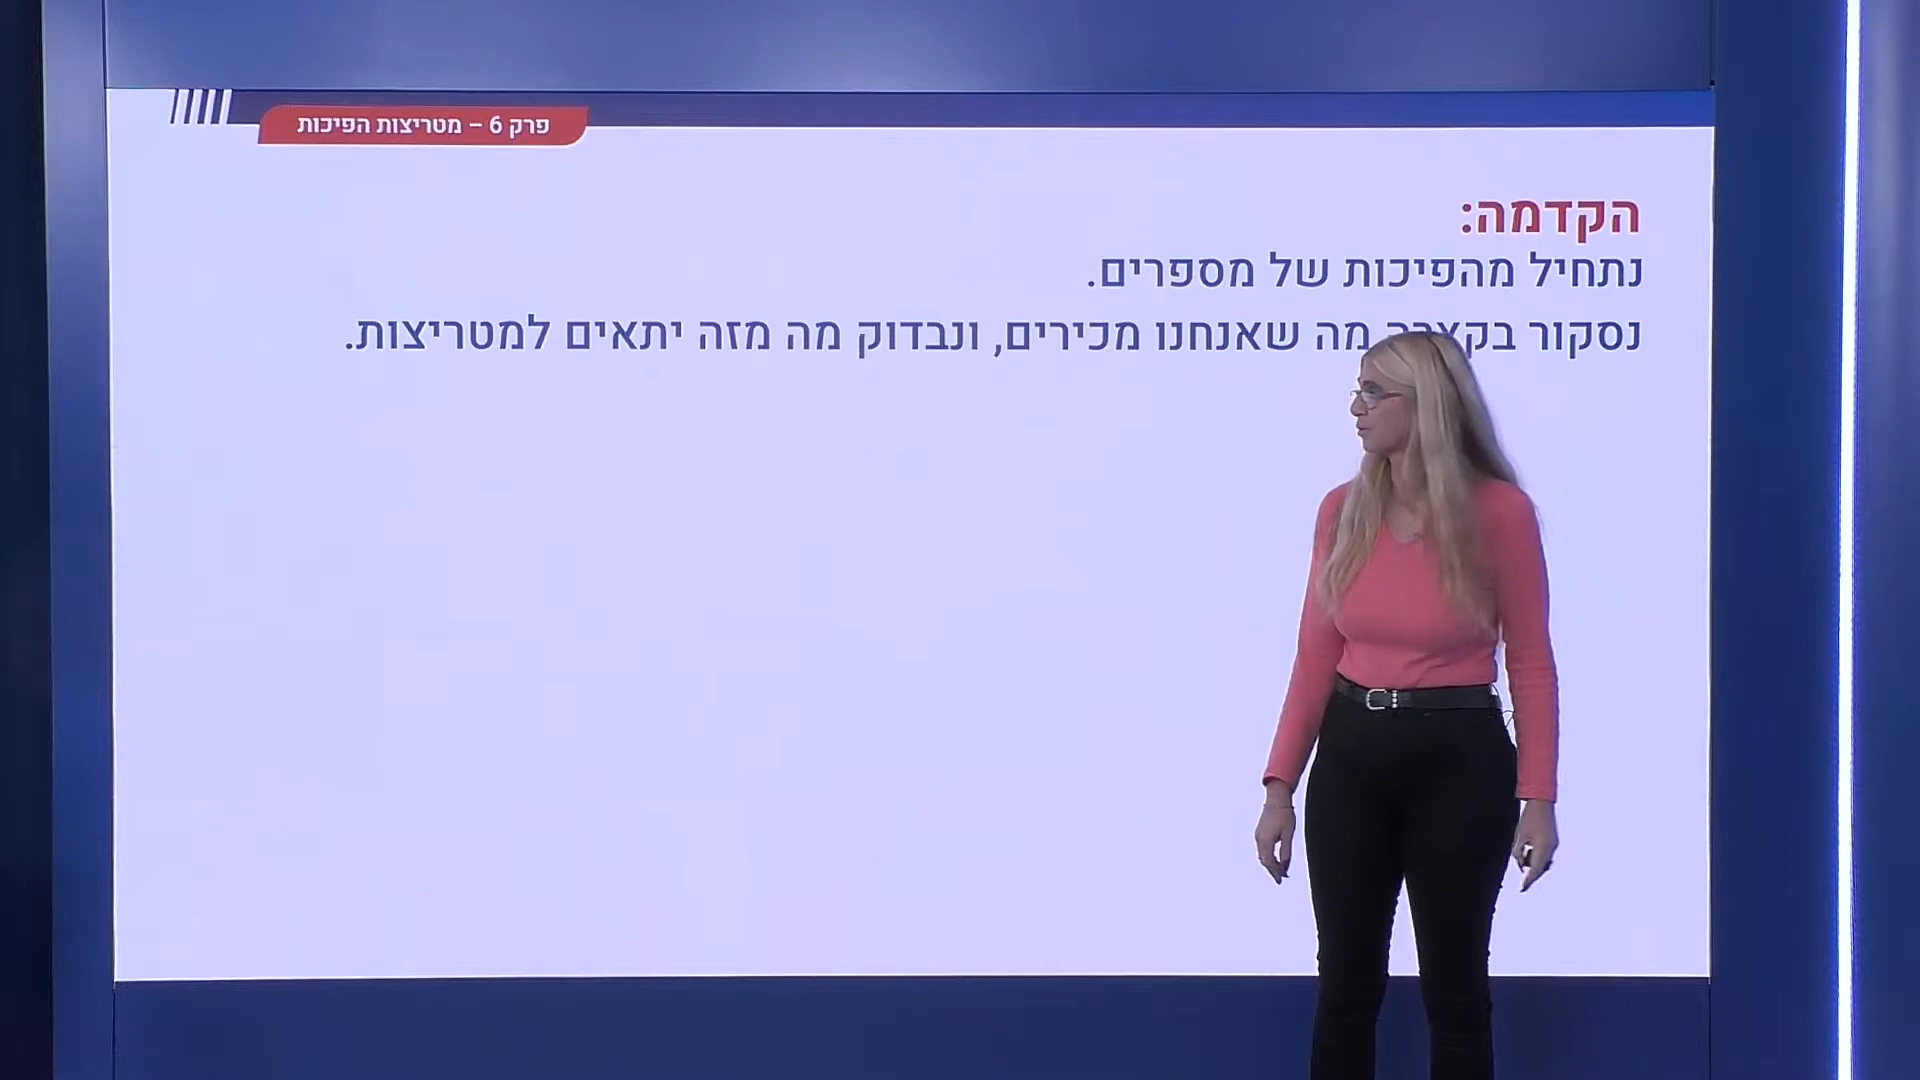 פרק 6 – מטריצות הפיכות
הקדמה:
נתחיל מהפיכות של מספרים.
נסקור בקצרה מה שאנחנו מכירים, ונבדוק מה מזה יתאים למטריצות.